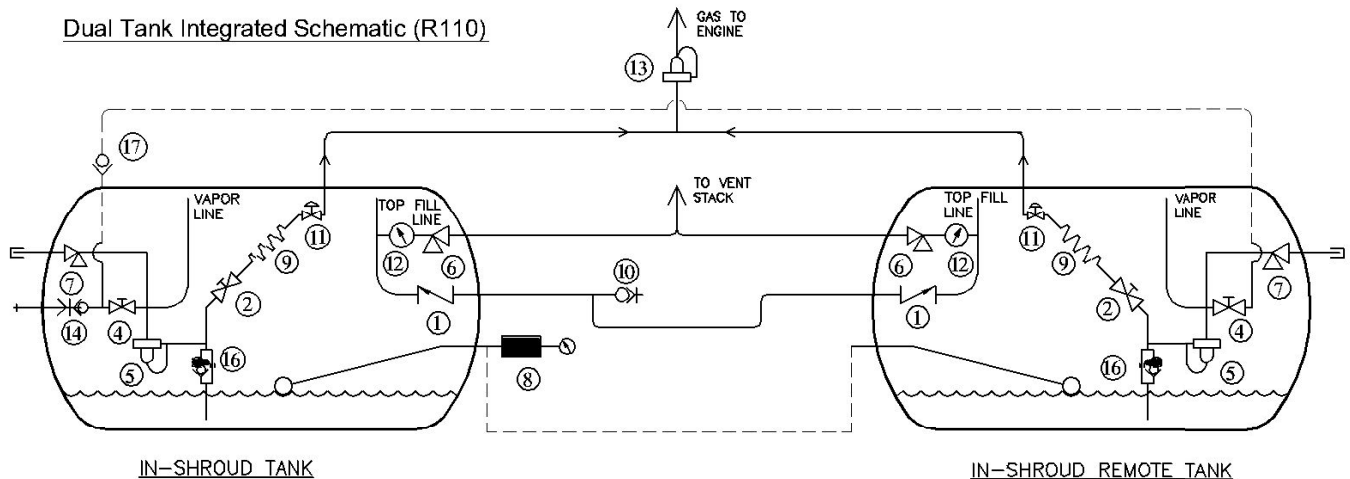 Dual Tank Integrated Schematic (R110)
GAS TO
ENGINE
13
17
VAPOR
LINE
TOP FILL
LINE
TO VENT
STACK
TOP FILL
LINE
VAPOR
LINE
11
12
6
9
7
2
10
14
4
1
5
16
8
6
12
11
9
7
2
1
4
16
5
IN-SHROUD TANK
IN-SHROUD REMOTE TANK